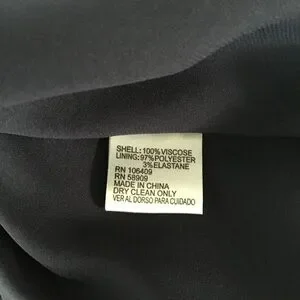 SHELL: 100% VISCOSE
LINING: 97% POLYESTER
3% ELASTANE
RN 106409
RN 58909
MADE IN CHINA
DRY CLEAN ONLY
VER AL DORSO PARA CUIDADO